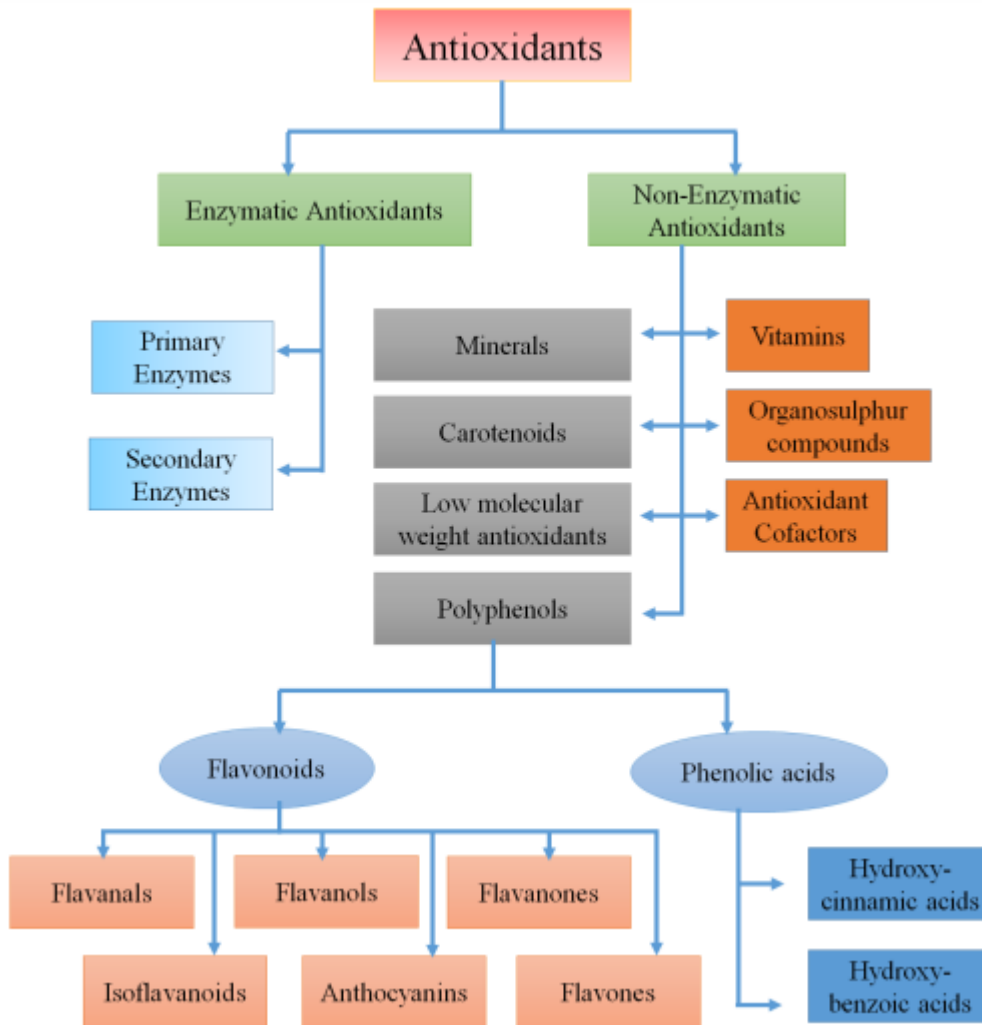 Antioxidants
Enzymatic Antioxidants
Non-Enzymatic
Antioxidants
Primary
Enzymes
Secondary
Enzymes
Minerals
Vitamins
Carotenoids
Organosulphur
compounds
Low molecular
weight antioxidants
Antioxidant
Cofactors
Polyphenols
Flavonoids
Phenolic acids
Flavanals
Flavanols
Flavanones
Isoflavanoids
Anthocyanins
Flavones
Hydroxy-
cinnamic acids
Hydroxy-
benzoic acids